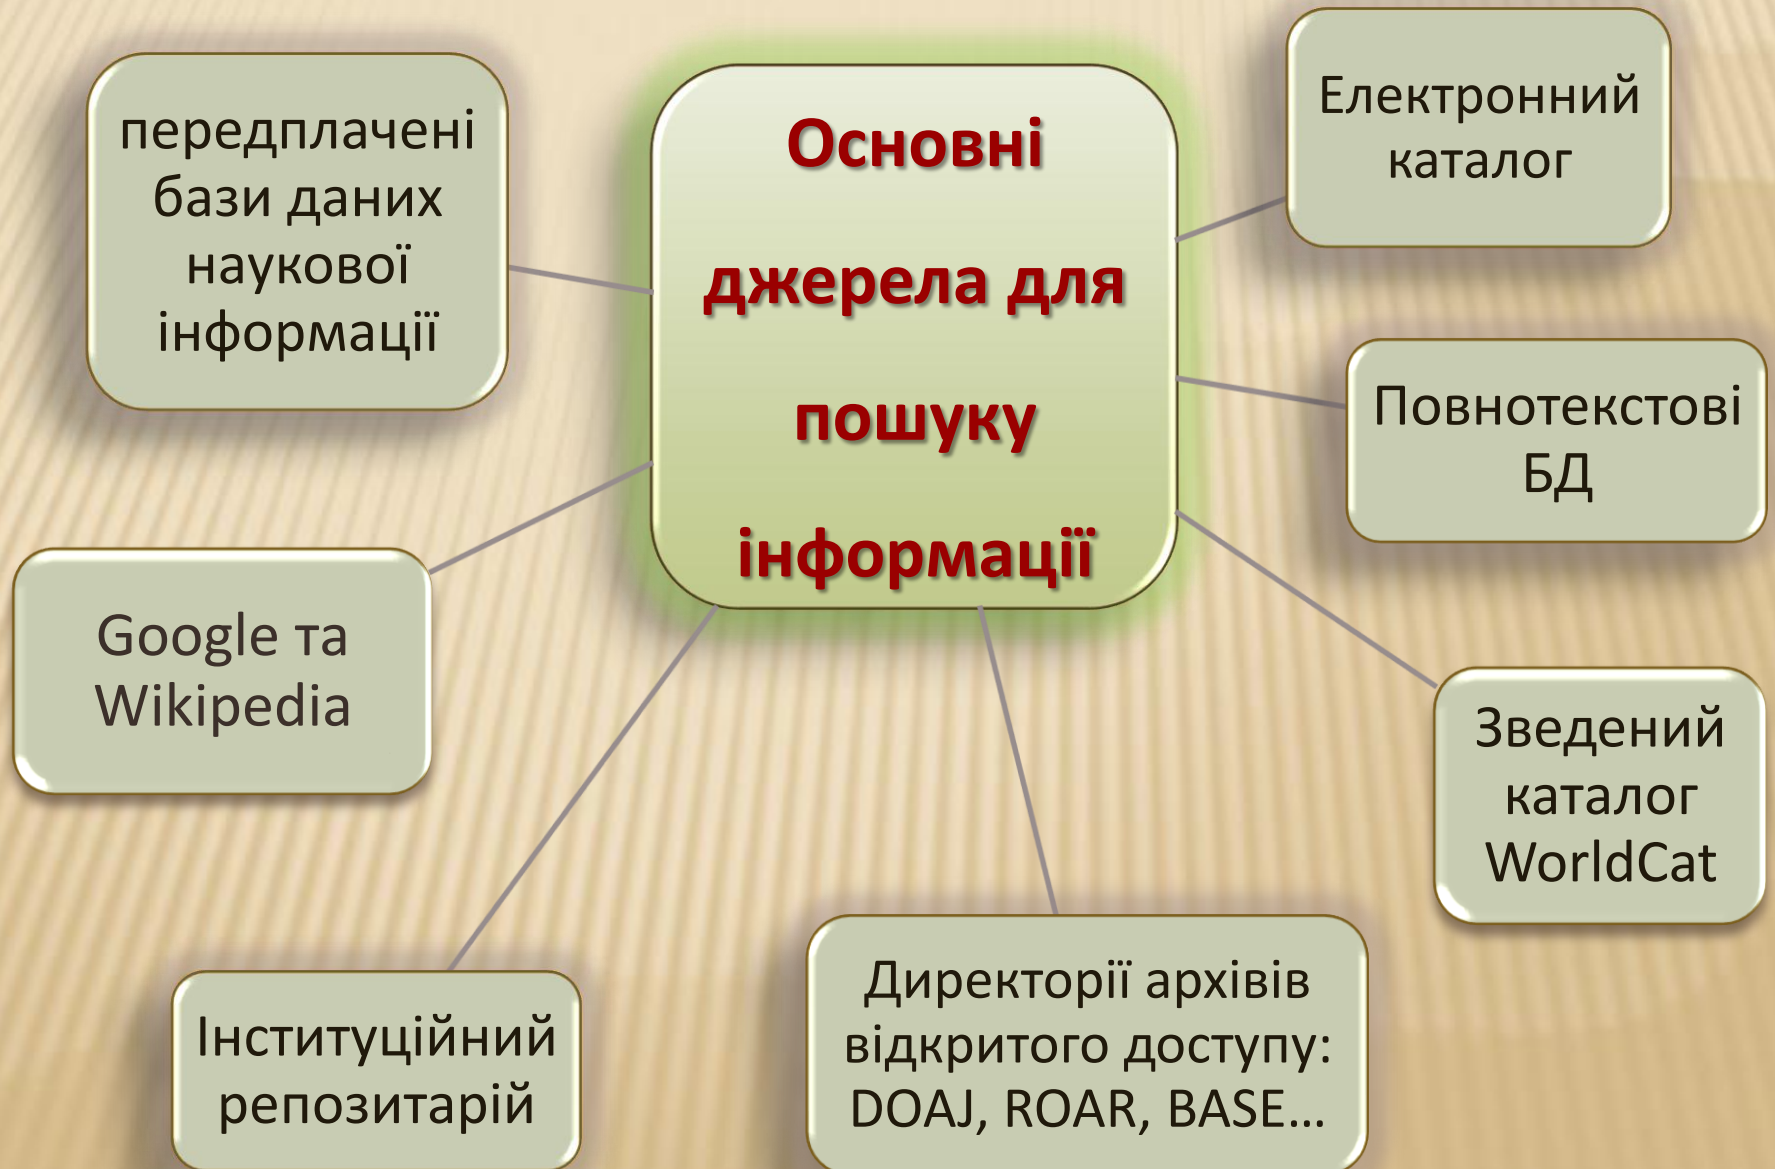 Основні
джерела для
пошуку
інформації
Електронний
каталог
Повнотекстові
БД
Зведений
каталог
WorldCat
Директорії архівів
відкритого доступу:
DOAJ, ROAR, BASE...
Інституційний
репозитарій
Google та
Wikipedia
передплачені
бази даних
наукової
інформації